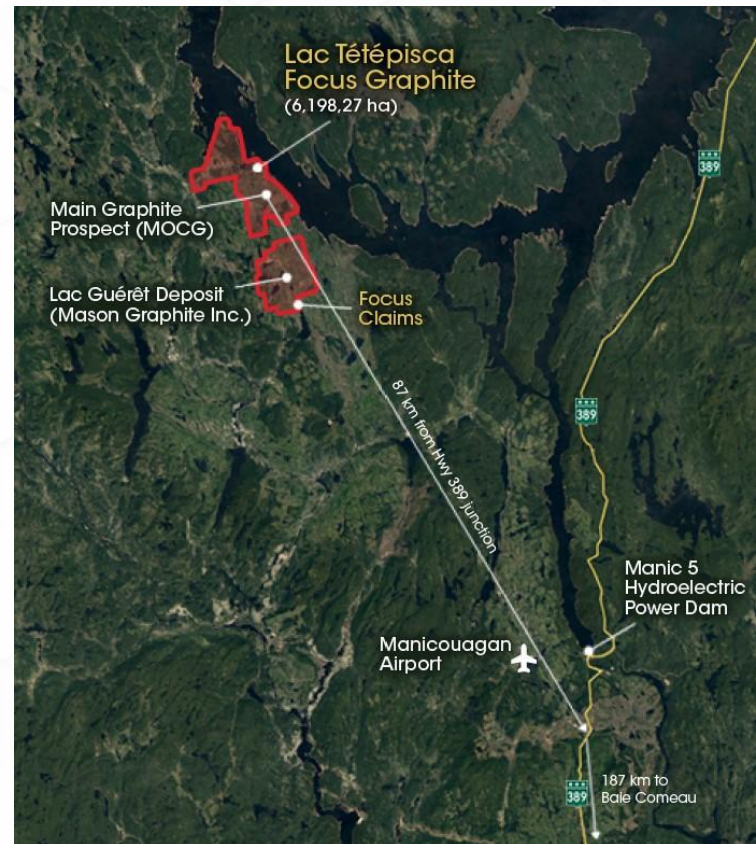 Lac Tétépisca
Focus Graphite
(6,198,27 ha)
389
Main Graphite
Prospect (MOCG)
Lac Guérêt Deposit
(Mason Graphite Inc.)
Focus
Claims
389
87 km from Hwy 389 junction
Manic 5
Hydroelectric
Power Dam
Manicouagan
Airport
389
187 km to
Baie Comeau